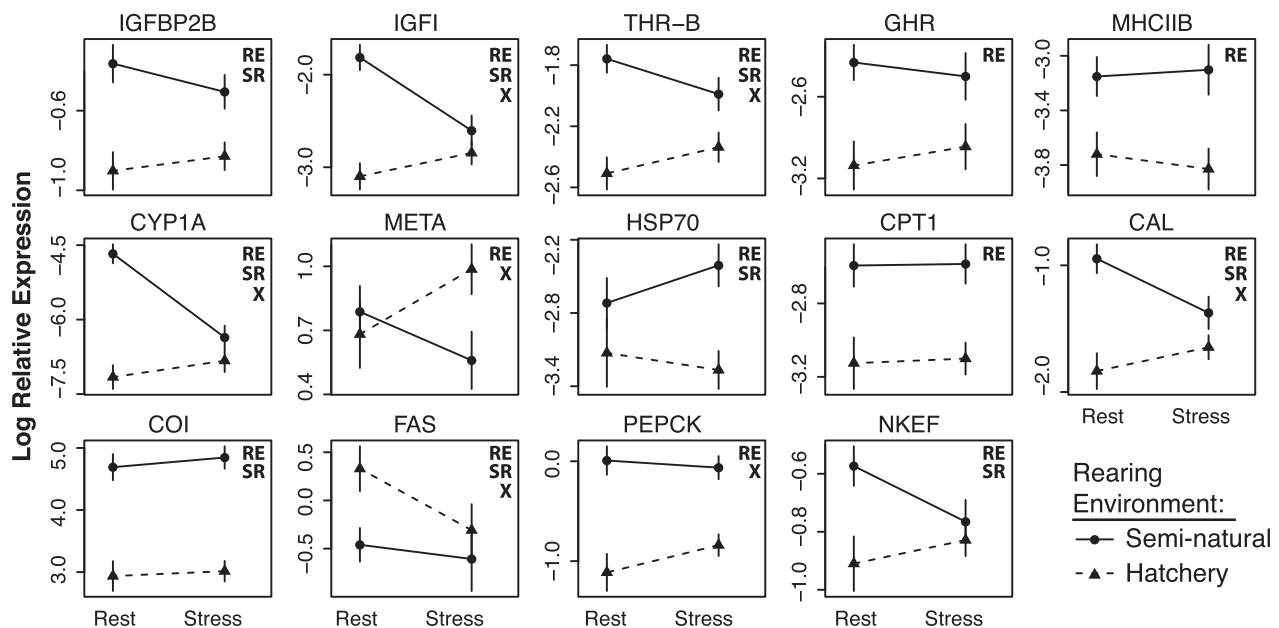 IGFBP2B
−0.6
−1.0
RE
SR
IGFI
−2.0
−3.0
RE
SR
X
THR−B
−1.8
−2.2
−2.6
RE
SR
X
GHR
−2.6
−3.2
RE
MHCIIB
−3.0
−3.4
−3.8
RE
Log Relative Expression
CYP1A
−4.5
−6.0
−7.5
RE
SR
X
META
1.0
0.7
0.4
RE
X
HSP70
−2.2
−2.8
−3.4
RE
SR
CPT1
−2.8
−3.2
RE
CAL
−1.0
−2.0
RE
SR
X
Rest Stress
COI
5.0
4.0
3.0
RE
SR
Rest Stress
FAS
0.5
0.0
−0.5
RE
SR
X
Rest Stress
PEPCK
0.0
−1.0
RE
X
Rest Stress
NKEF
−0.6
−0.8
−1.0
RE
SR
Rest Stress
Rearing
Environment:
Semi-natural
Hatchery